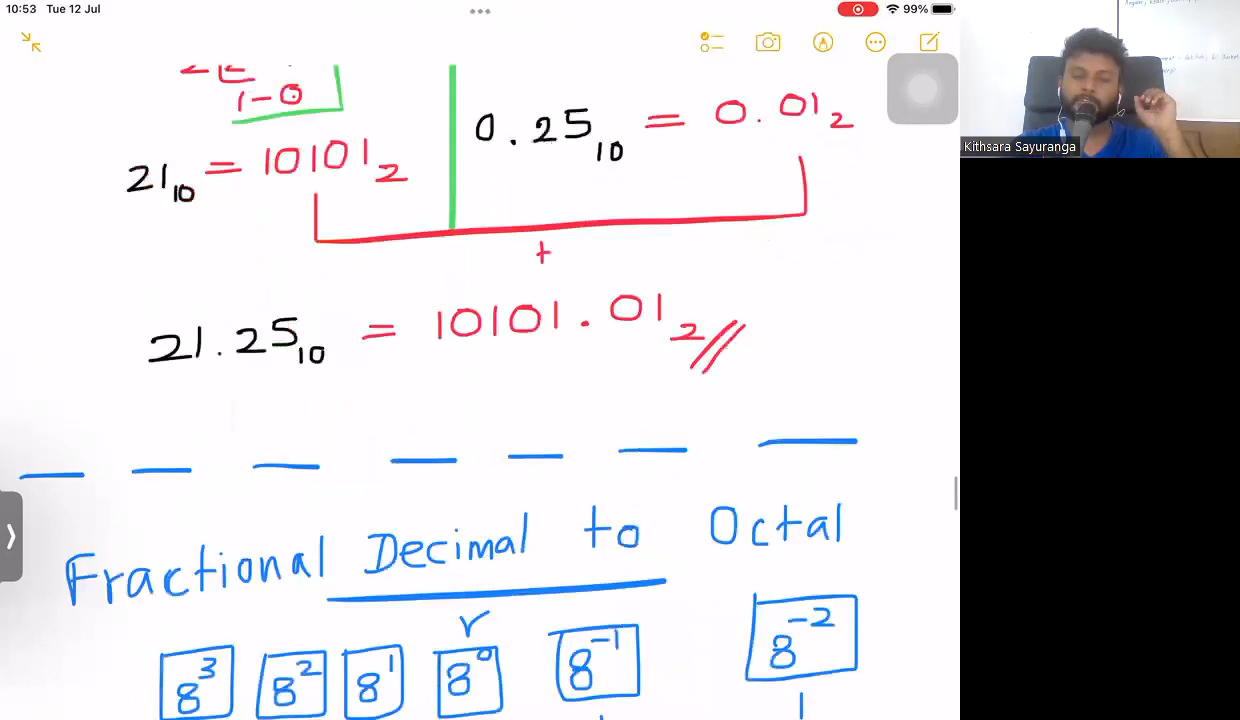 10:53 Tue 12 Jul
99%
1-0
0.25₁₀ = 0.01₂
21₁₀ = 10101₂
+
21.25₁₀ = 10101.01₂
Fractional Decimal to Octal
8³ 8² 8¹ 8⁰ 8⁻¹ 8⁻²
Kithsara Sayuranga